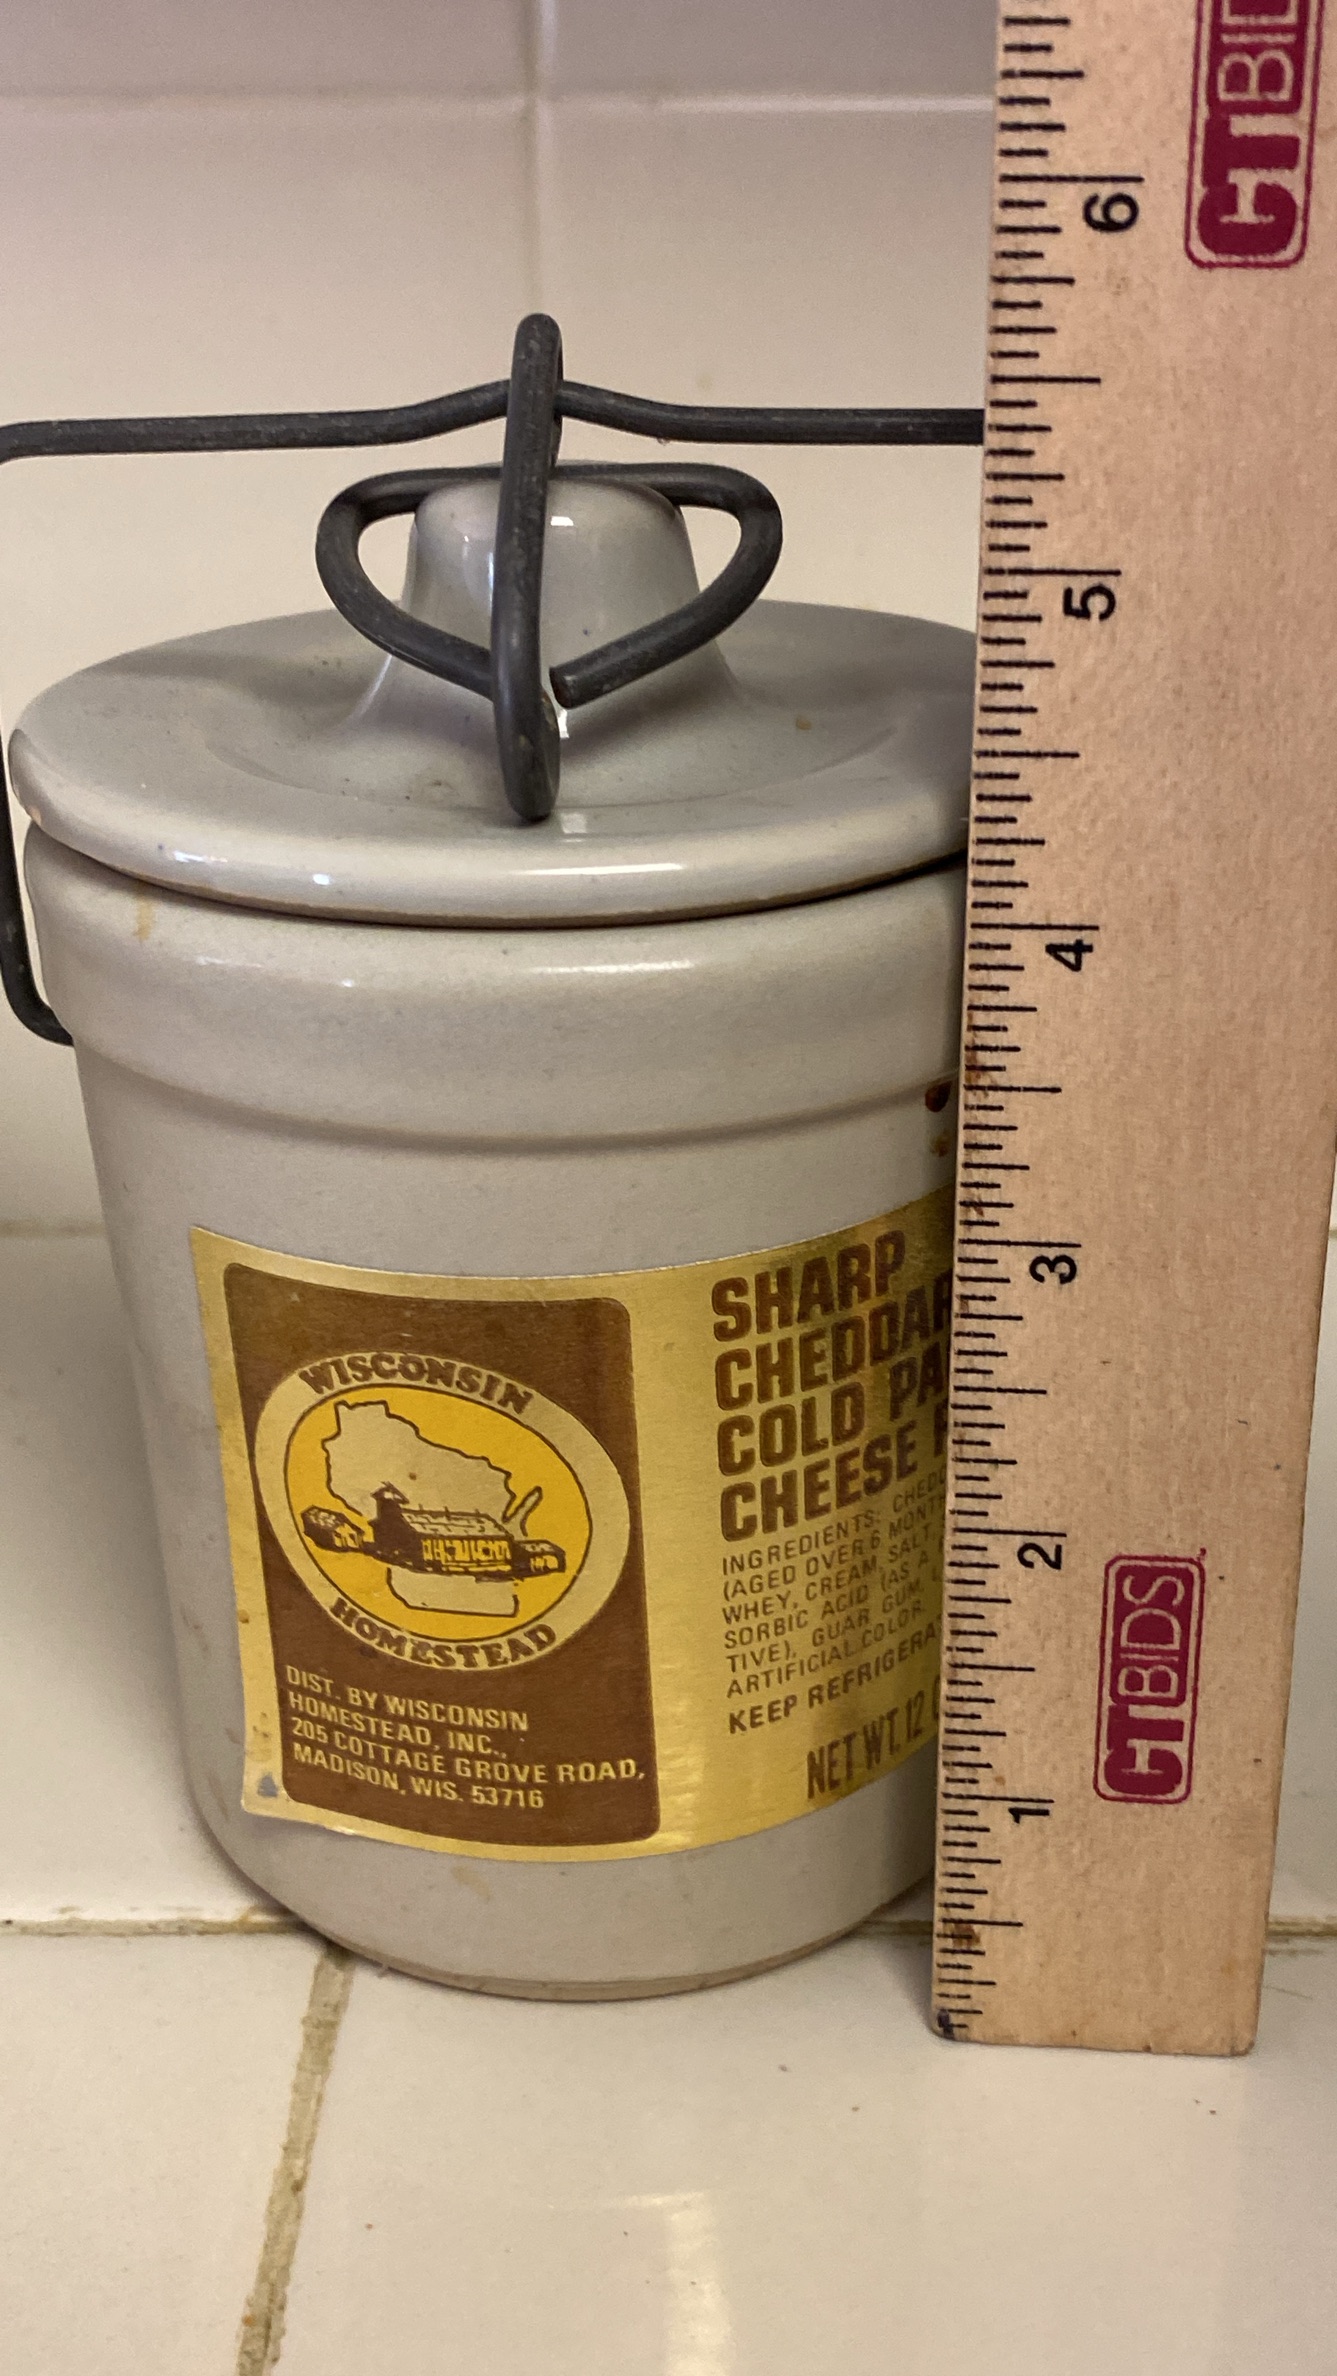 WISCONSIN
HOMESTEAD
DIST. BY WISCONSIN
HOMESTEAD, INC.,
205 COTTAGE GROVE ROAD,
MADISON, WIS. 53716
SHARP
CHEDDAR
COLD PA
CHEESE
INGREDIENTS: CHEDD
(AGED OVER 6 MONT
WHEY, CREAM, SALT,
SORBIC ACID (AS A
TIVE), GUAR GUM,
ARTIFICIAL COLOR.
KEEP REFRIGERA
NET WT. 12
6
5
4
3
2
1
CTBIDS
CTBIDS